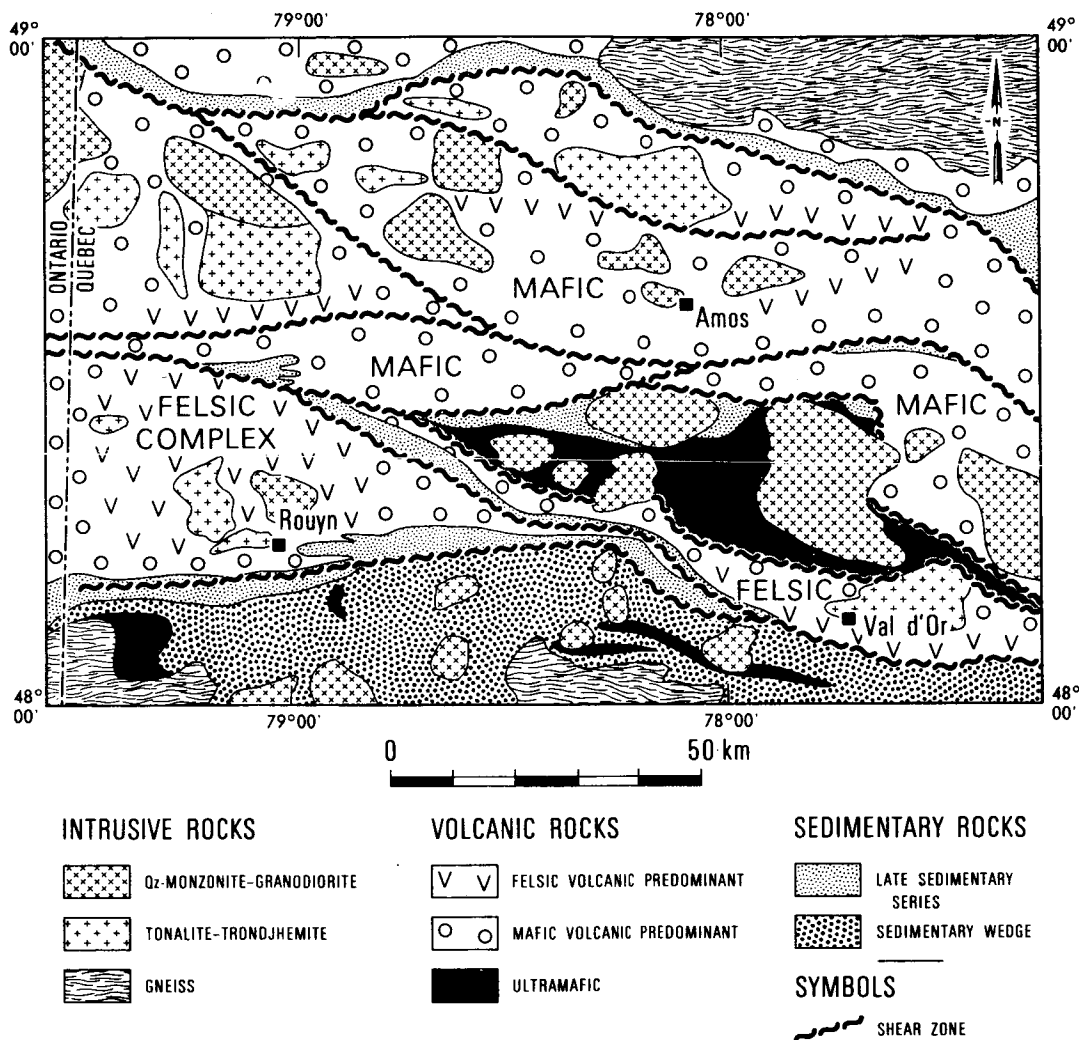 79°00′ 78°00′
49° 00′ 49° 00′
N
ONTARIO
QUEBEC
MAFIC
Amos
MAFIC
FELSIC
COMPLEX
MAFIC
Rouyn
FELSIC
Val d'Or
48° 00′ 48° 00′
79°00′ 78°00′
0 50 km
INTRUSIVE ROCKS
Qz-MONZONITE-GRANODIORITE
TONALITE-TRONDJHEMITE
GNEISS
VOLCANIC ROCKS
V V FELSIC VOLCANIC PREDOMINANT
MAFIC VOLCANIC PREDOMINANT
ULTRAMAFIC
SEDIMENTARY ROCKS
LATE SEDIMENTARY
SERIES
SEDIMENTARY WEDGE
SYMBOLS
SHEAR ZONE